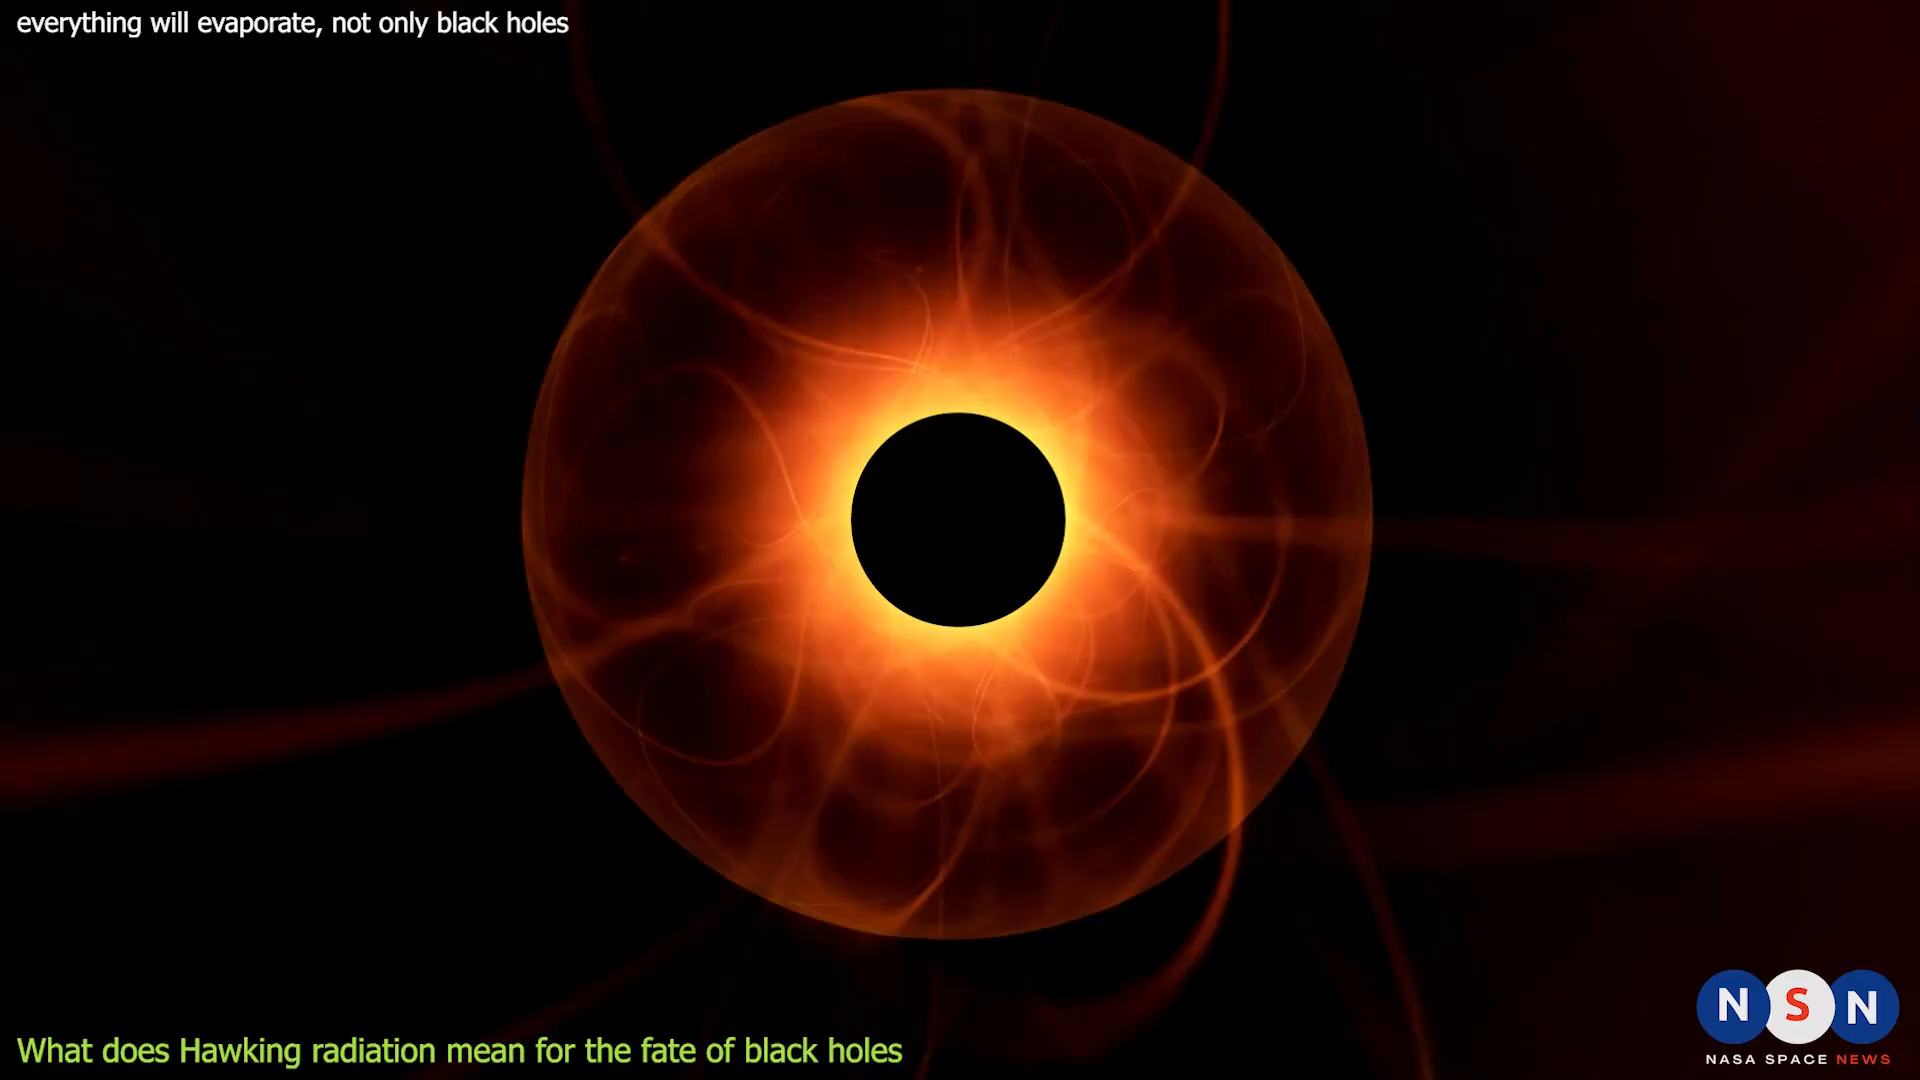 everything will evaporate, not only black holes
What does Hawking radiation mean for the fate of black holes
NSN
NASA SPACE NEWS